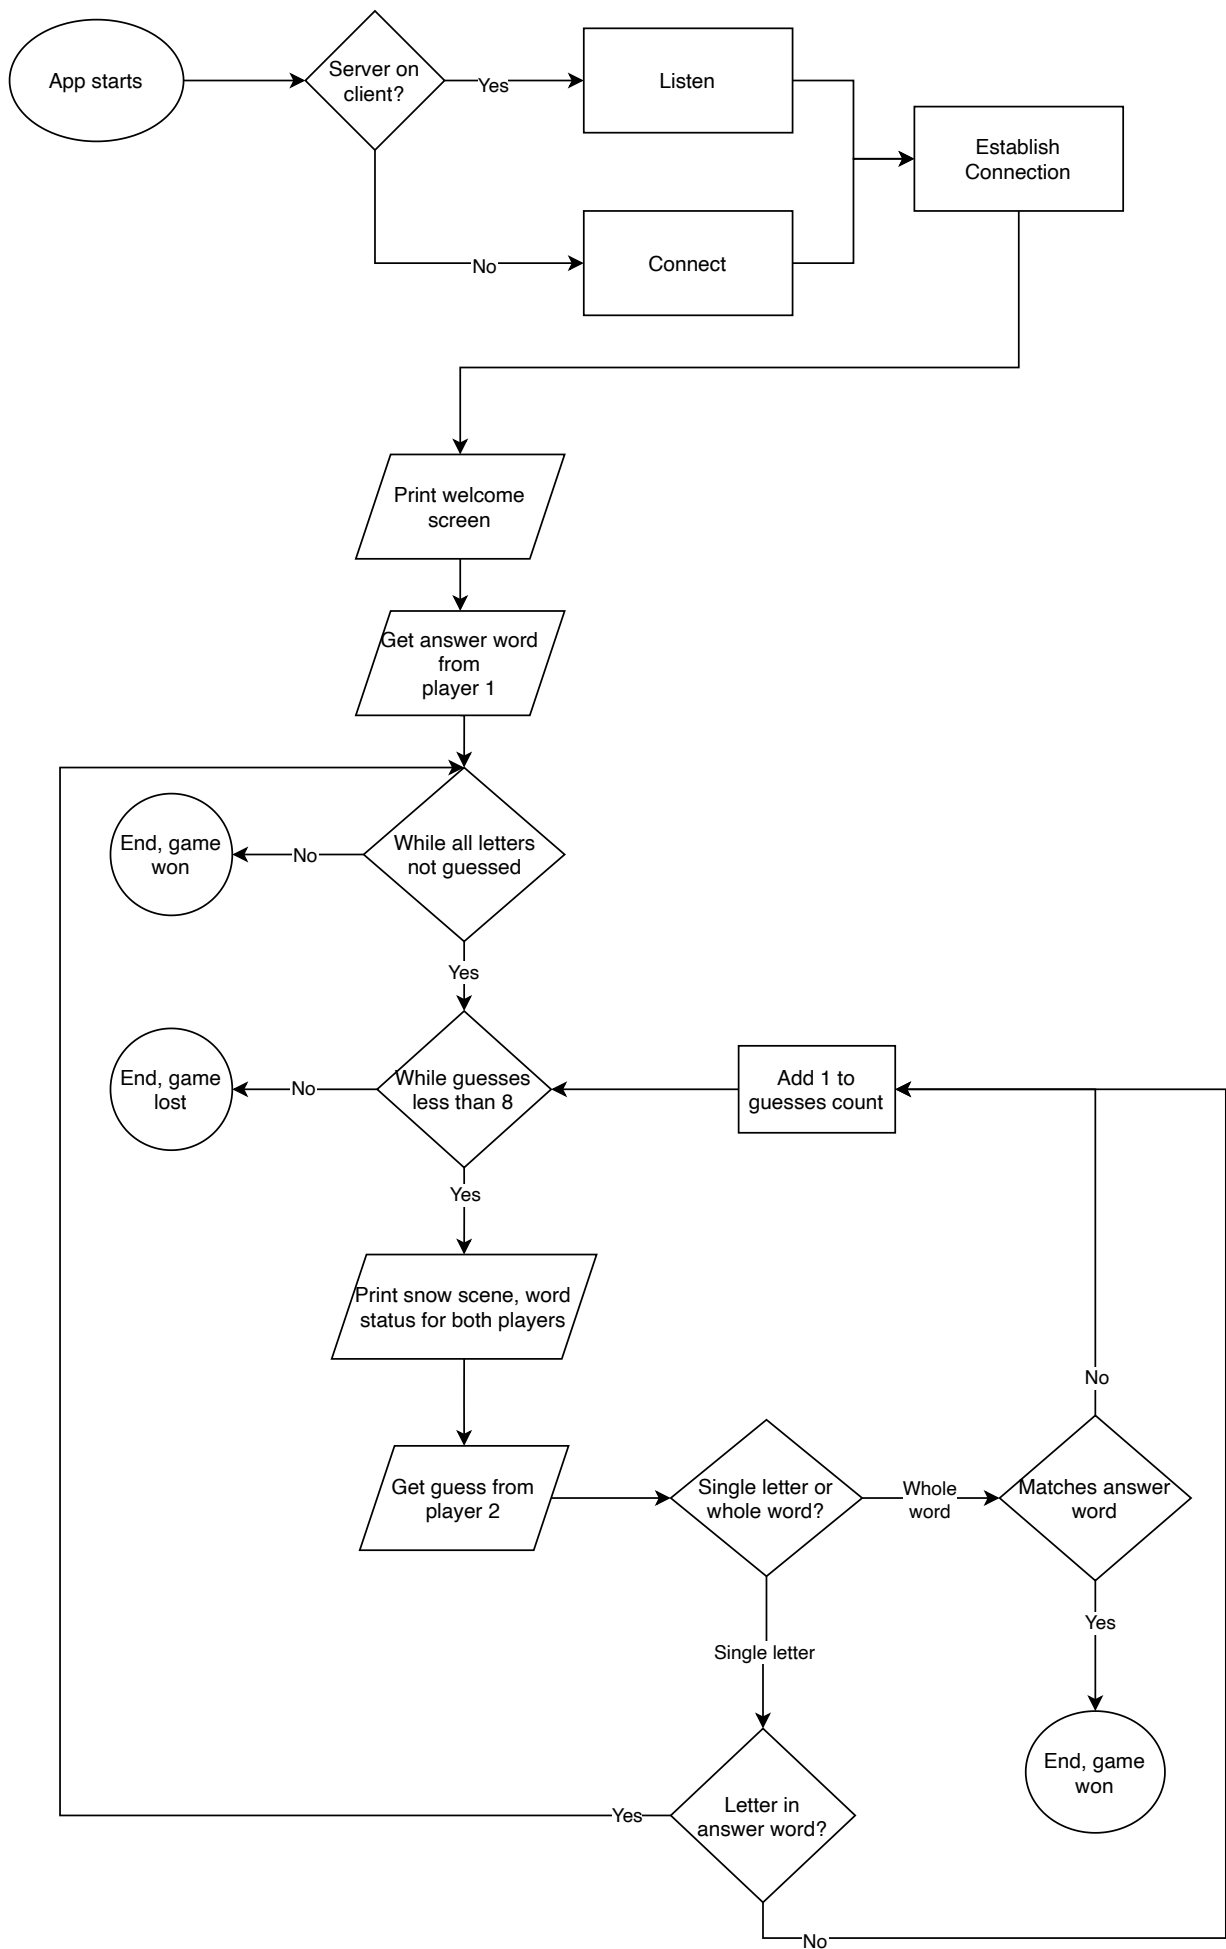 App starts
Server on
client?
Yes
Listen
Establish
Connection
No
Connect
Print welcome
screen
Get answer word
from
player 1
While all letters
not guessed
No
End, game
won
Yes
While guesses
less than 8
No
End, game
lost
Add 1 to
guesses count
Yes
Print snow scene, word
status for both players
Get guess from
player 2
Single letter or
whole word?
Whole
word
Matches answer
word
No
Yes
End, game
won
Single letter
Letter in
answer word?
Yes
No